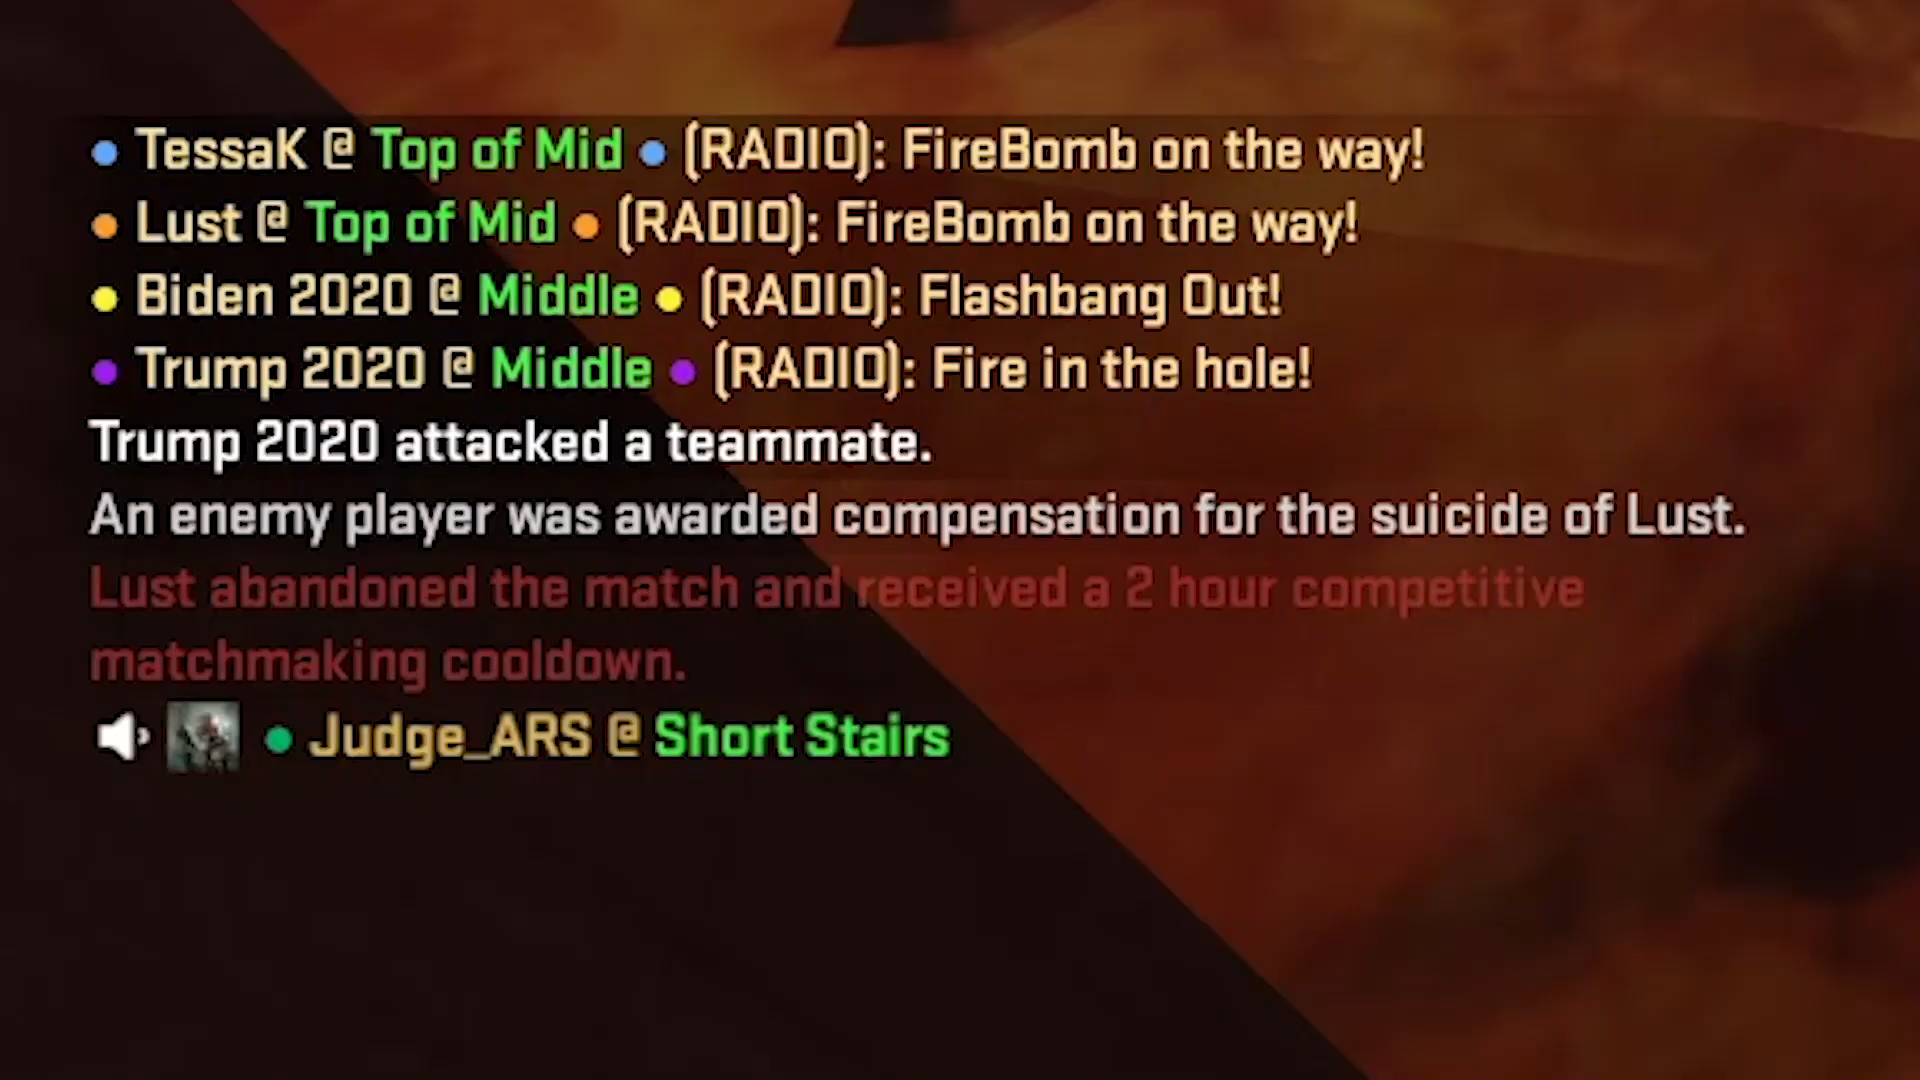 TessaK @ Top of Mid (RADIO): FireBomb on the way!
Lust @ Top of Mid (RADIO): FireBomb on the way!
Biden 2020 @ Middle (RADIO): Flashbang Out!
Trump 2020 @ Middle (RADIO): Fire in the hole!
Trump 2020 attacked a teammate.
An enemy player was awarded compensation for the suicide of Lust.
Lust abandoned the match and received a 2 hour competitive
matchmaking cooldown.
Judge_ARS @ Short Stairs